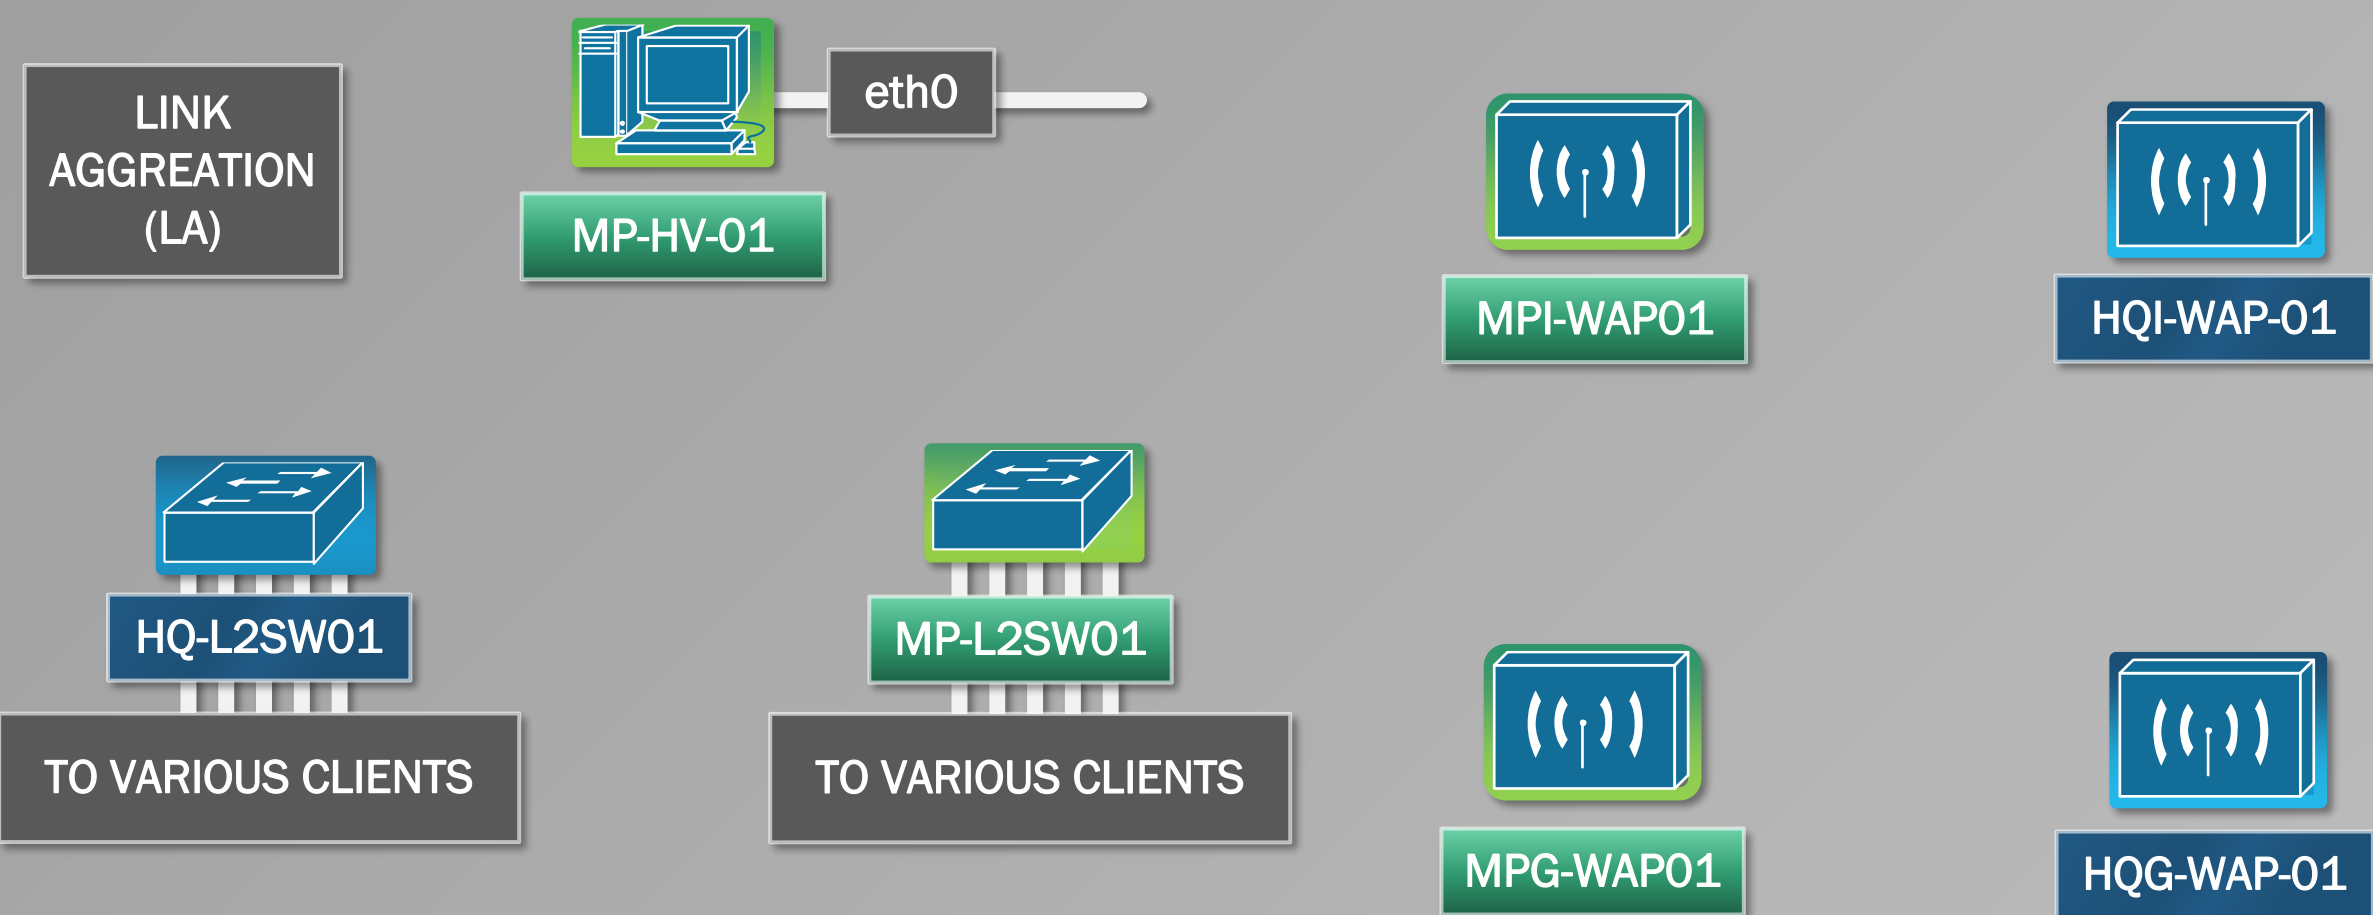 LINK
AGGREATION
(LA)
eth0
MP-HV-01
MPI-WAP01
HQI-WAP-01
HQ-L2SW01
MP-L2SW01
TO VARIOUS CLIENTS
TO VARIOUS CLIENTS
MPG-WAP01
HQG-WAP-01